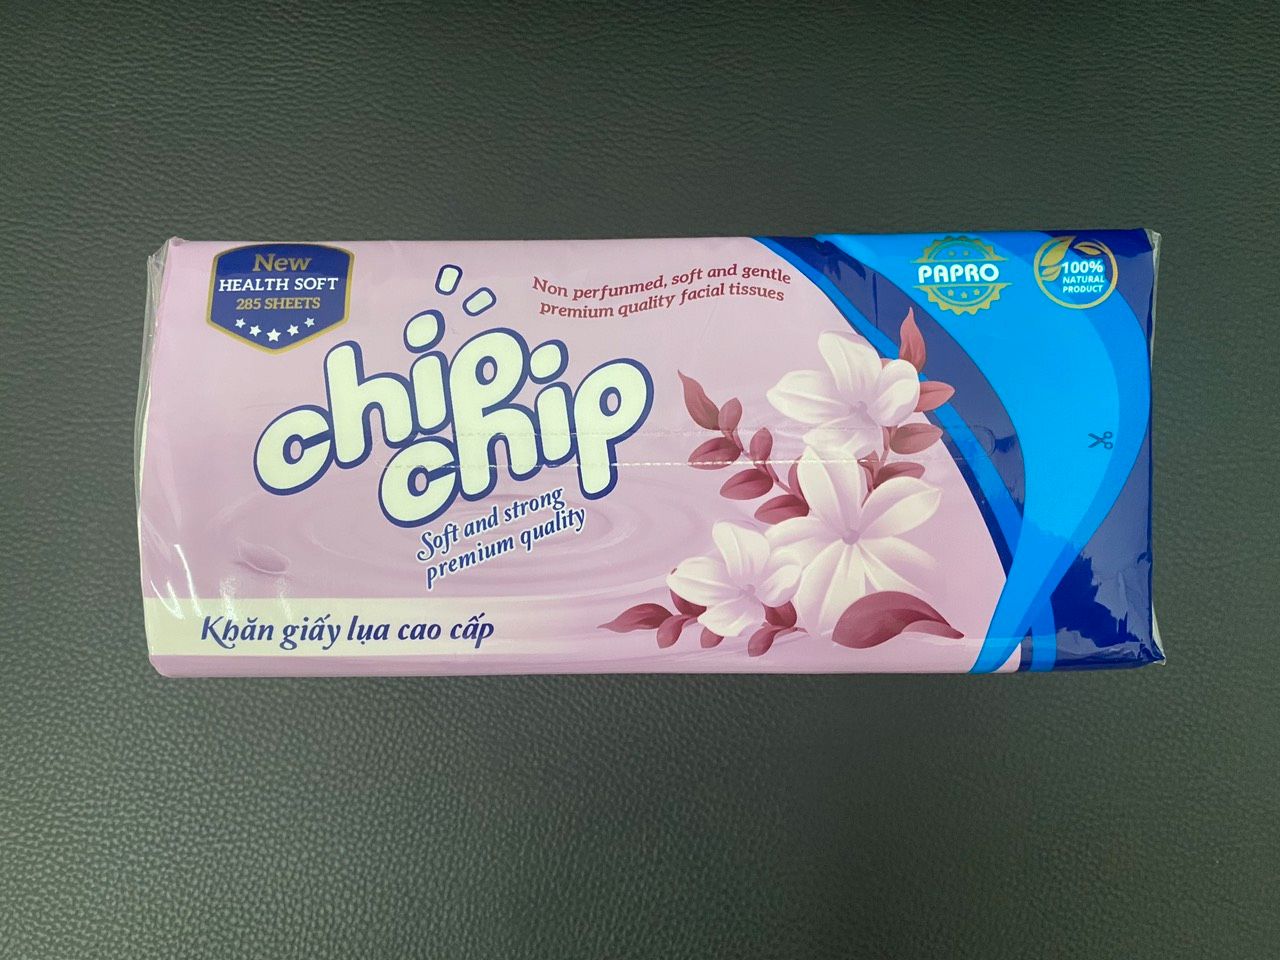 New
HEALTH SOFT
285 SHEETS
Non perfunmed, soft and gentle
premium quality facial tissues
PAPRO
100%
NATURAL
PRODUCT
chip
chip
Soft and strong
premium quality
Khăn giấy lụa cao cấp